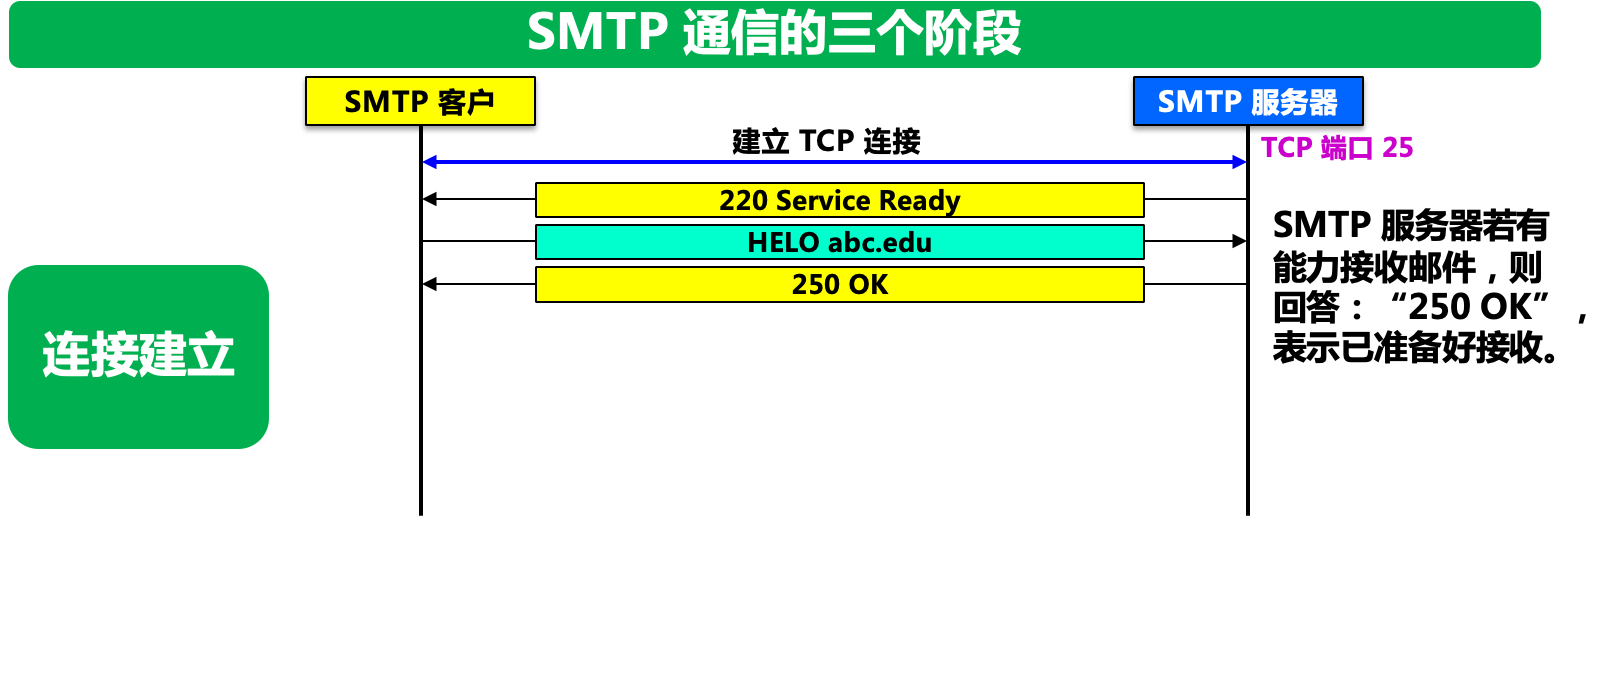 SMTP 通信的三个阶段
SMTP 客户
SMTP 服务器
建立 TCP 连接
TCP 端口 25
220 Service Ready
HELO abc.edu
250 OK
SMTP 服务器若有
能力接收邮件，则
回答：“250 OK”，
表示已准备好接收。
连接建立